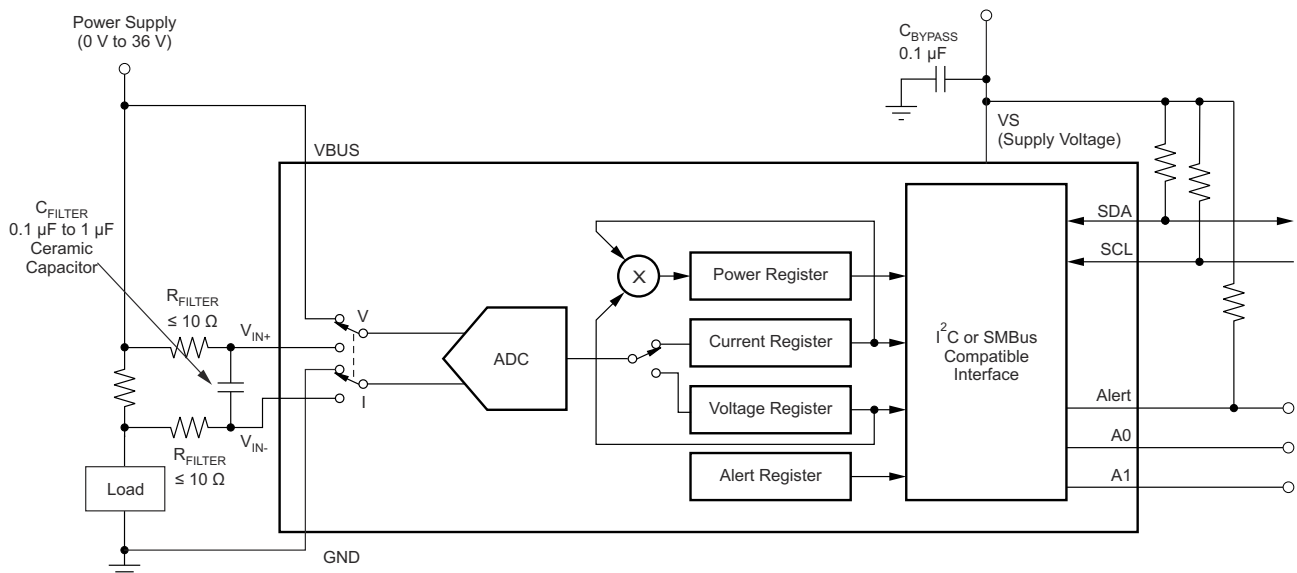 Power Supply
(0 V to 36 V)
C_BYPASS
0.1 µF
VS
(Supply Voltage)
VBUS
C_FILTER
0.1 µF to 1 µF
Ceramic
Capacitor
R_FILTER
≤ 10 Ω
V_IN+
V
I
V_IN-
R_FILTER
≤ 10 Ω
Load
GND
ADC
X
Power Register
Current Register
Voltage Register
Alert Register
I²C or SMBus
Compatible
Interface
SDA
SCL
Alert
A0
A1